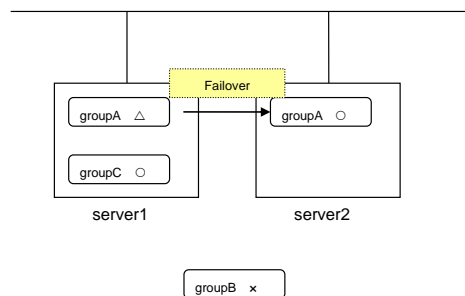 Failover
groupA △
groupA ○
groupC ○
server1
server2
groupB ×